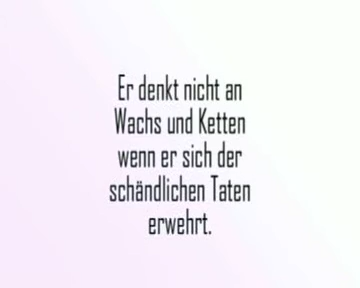 Er denkt nicht an
Wachs und Ketten
wenn er sich der
schändlichen Taten
erwehrt.